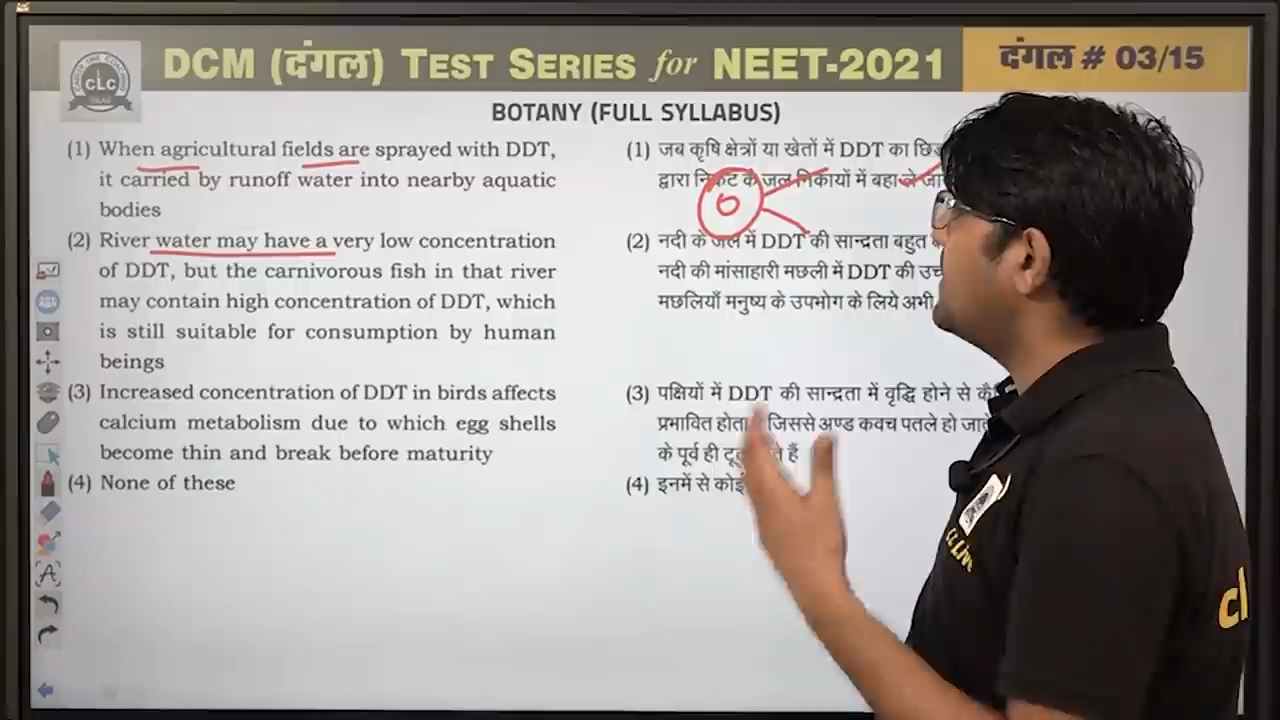 DCM (दंगल) TEST SERIES for NEET-2021
दंगल # 03/15
CLC
BOTANY (FULL SYLLABUS)
(1) When agricultural fields are sprayed with DDT,
it carried by runoff water into nearby aquatic
bodies
(2) River water may have a very low concentration
of DDT, but the carnivorous fish in that river
may contain high concentration of DDT, which
is still suitable for consumption by human
beings
(3) Increased concentration of DDT in birds affects
calcium metabolism due to which egg shells
become thin and break before maturity
(4) None of these
(1) जब कृषि क्षेत्रों या खेतों में DDT का
द्वारा निकट के जल निकायों में बहा ले
(2) नदी के जल में DDT की सान्द्रता बहुत
नदी की मांसाहारी मछली में DDT की
मछलियाँ मनुष्य के उपभोग के लिये अभी
(3) पक्षियों में DDT की सान्द्रता में वृद्धि होने से
प्रभावित जिससे अण्ड कवच पतले हो
के पूर्व ही हैं
(4) इनमें से